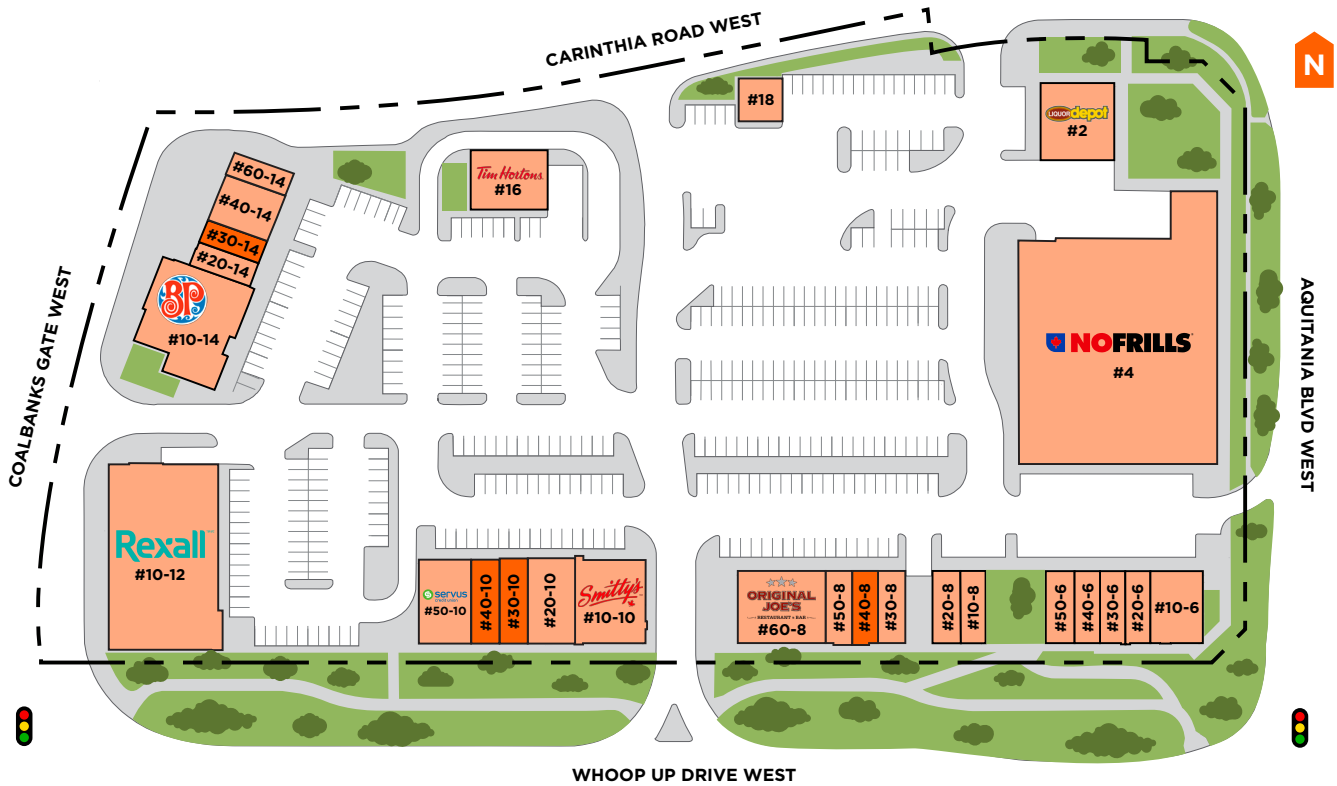 CARINTHIA ROAD WEST
N
#18
LIQUOR depot
#2
#60-14
#40-14
#30-14
#20-14
BP
#10-14
Tim Hortons
#16
COALBANKS GATE WEST
NOFRILLS
#4
AQUITANIA BLVD WEST
Rexall
#10-12
servus
credit union
#50-10
#40-10
#30-10
#20-10
Smitty's
#10-10
ORIGINAL
JOE'S
RESTAURANT & BAR
#60-8
#50-8
#40-8
#30-8
#20-8
#10-8
#50-6
#40-6
#30-6
#20-6
#10-6
WHOOP UP DRIVE WEST